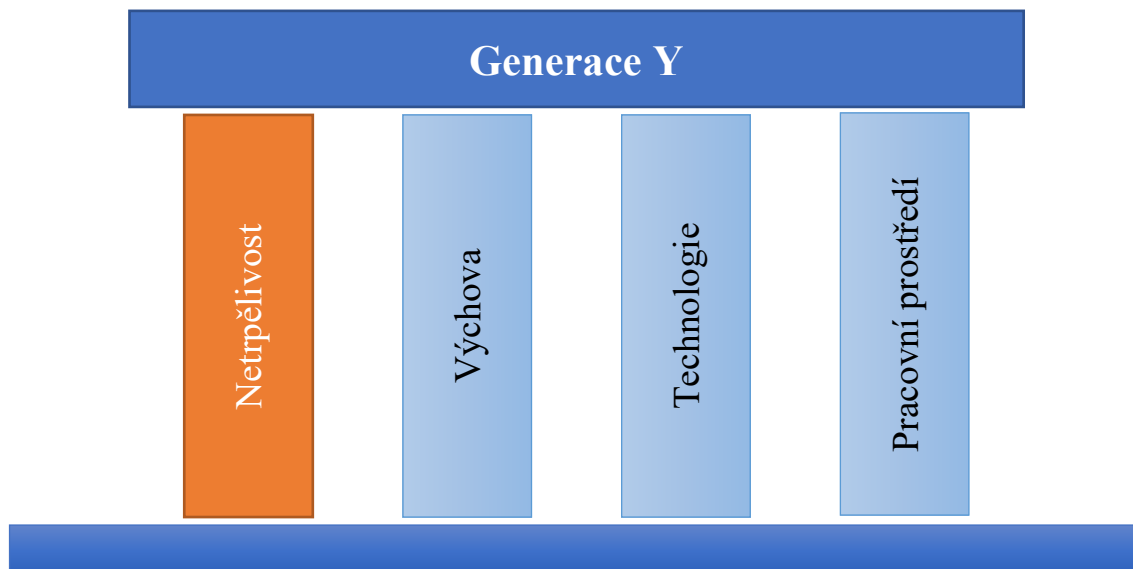 Generace Y
Netrpělivost
Výchova
Technologie
Pracovní prostředí